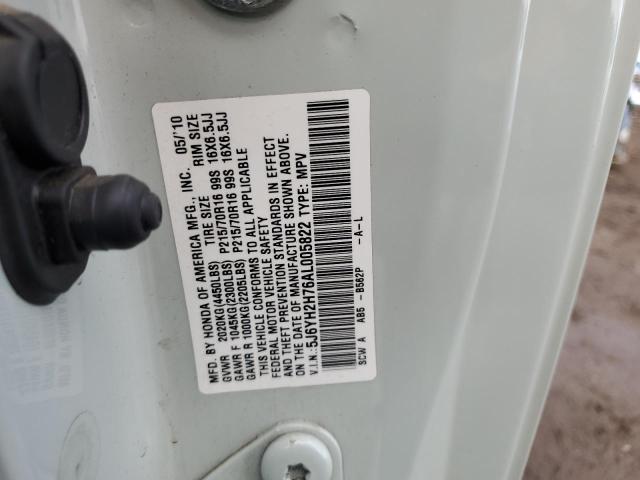 MFD. BY HONDA OF AMERICA MFG., INC. 05/10
GVWR 2020KG(4450LBS) TIRE SIZE RIM SIZE
GAWR F 1045KG(2300LBS) P215/70R16 99S 16X6.5JJ
GAWR R 1000KG(2205LBS) P215/70R16 99S 16X6.5JJ
THIS VEHICLE CONFORMS TO ALL APPLICABLE
FEDERAL MOTOR VEHICLE SAFETY
AND THEFT PREVENTION STANDARDS IN EFFECT
ON THE DATE OF MANUFACTURE SHOWN ABOVE.
V.I.N.: 5J6YH2H76AL005822 TYPE: MPV
SCW A A85 -B582P -A-L